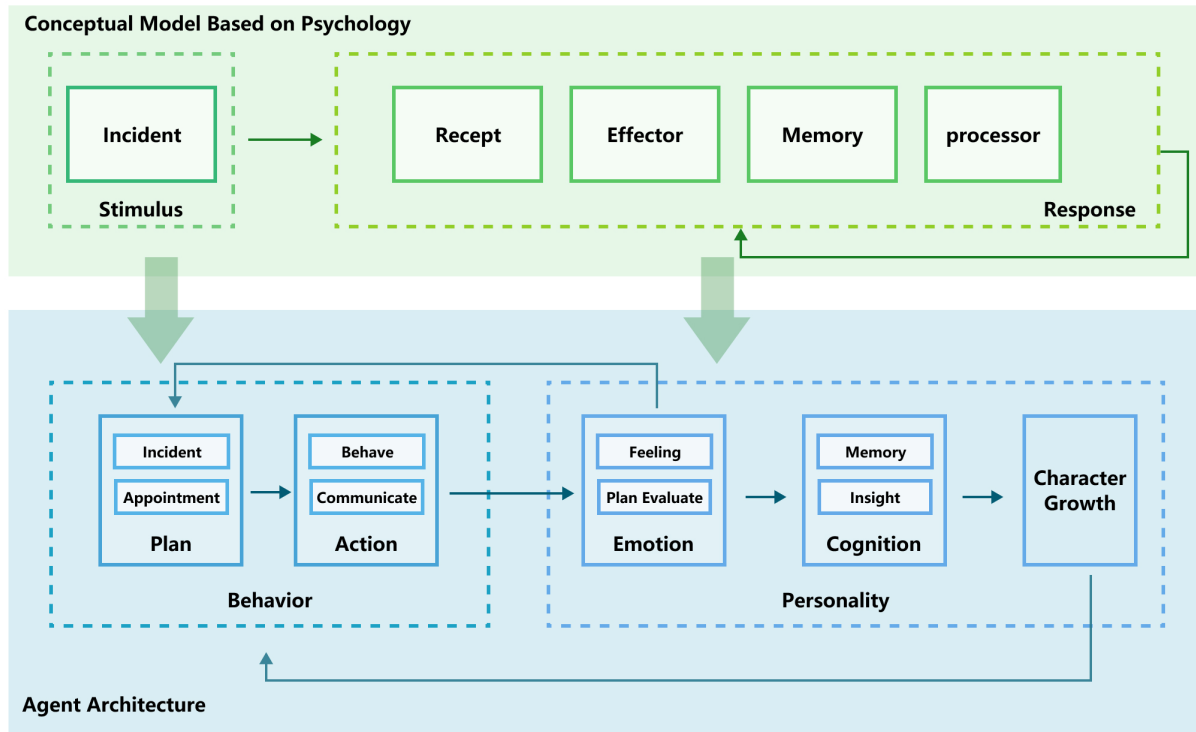 Conceptual Model Based on Psychology
Incident
Recept
Effector
Memory
processor
Stimulus
Response
Incident
Appointment
Plan
Behave
Communicate
Action
Behavior
Feeling
Plan Evaluate
Emotion
Memory
Insight
Cognition
Character
Growth
Personality
Agent Architecture